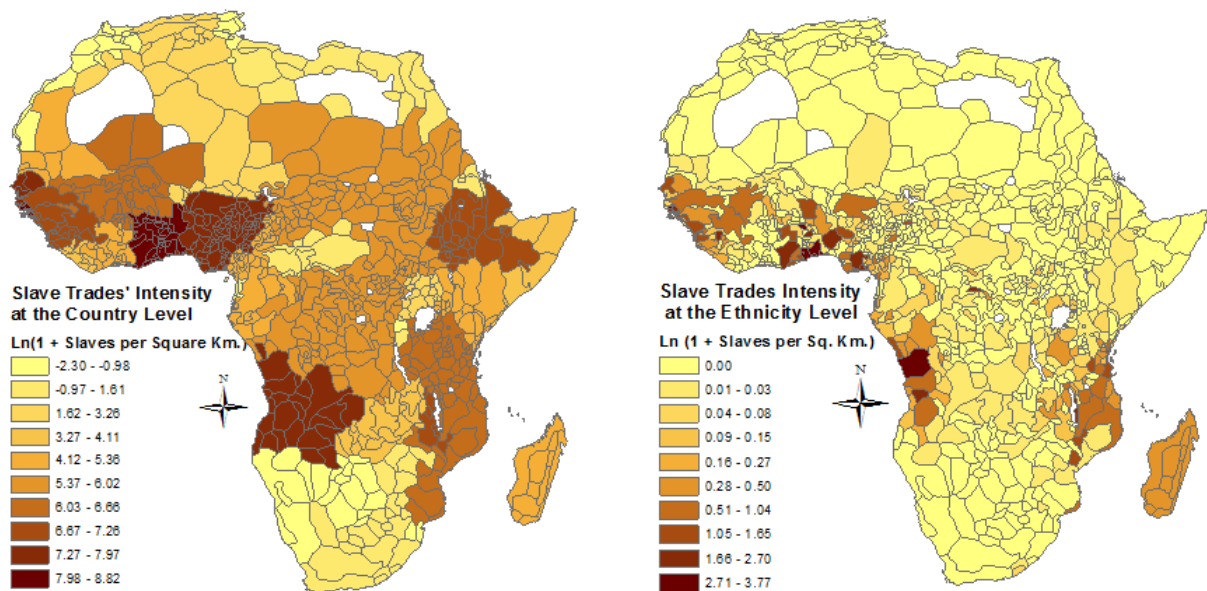 Slave Trades' Intensity
at the Country Level
Ln(1 + Slaves per Square Km.)
-2.30 - -0.98
-0.97 - 1.61
1.62 - 3.26
3.27 - 4.11
4.12 - 5.36
5.37 - 6.02
6.03 - 6.66
6.67 - 7.26
7.27 - 7.97
7.98 - 8.82
N
Slave Trades Intensity
at the Ethnicity Level
Ln (1 + Slaves per Sq. Km.)
0.00
0.01 - 0.03
0.04 - 0.08
0.09 - 0.15
0.16 - 0.27
0.28 - 0.50
0.51 - 1.04
1.05 - 1.65
1.66 - 2.70
2.71 - 3.77
N